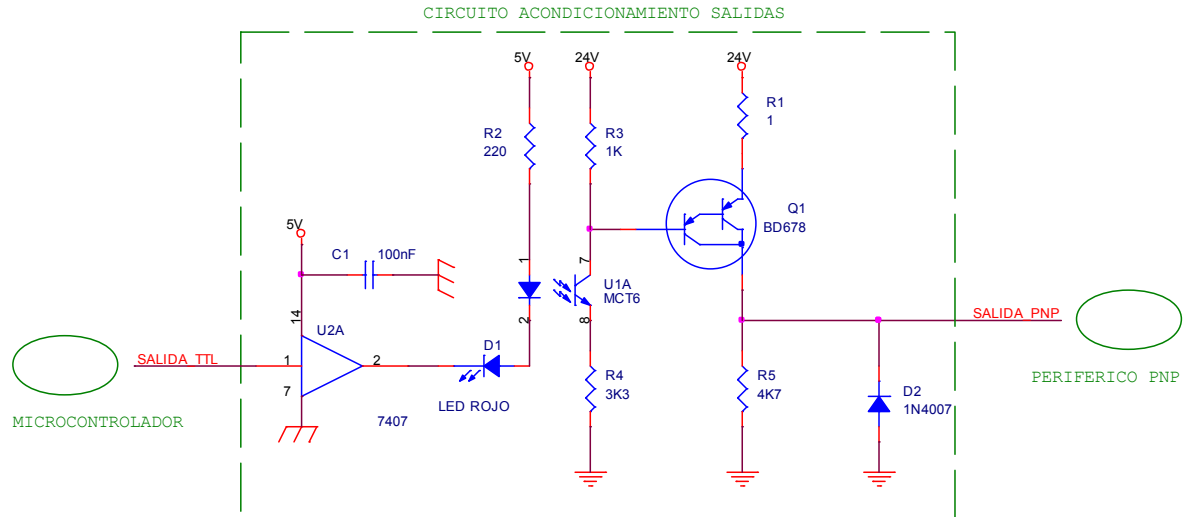 CIRCUITO ACONDICIONAMIENTO SALIDAS
5V
24V
24V
R1
1
R2
220
R3
1K
Q1
BD678
5V
C1
100nF
1
7
U1A
MCT6
14
U2A
2
8
D1
SALIDA_PNP
SALIDA_TTL
1
2
7
LED ROJO
7407
R4
3K3
R5
4K7
D2
1N4007
PERIFERICO PNP
MICROCONTROLADOR